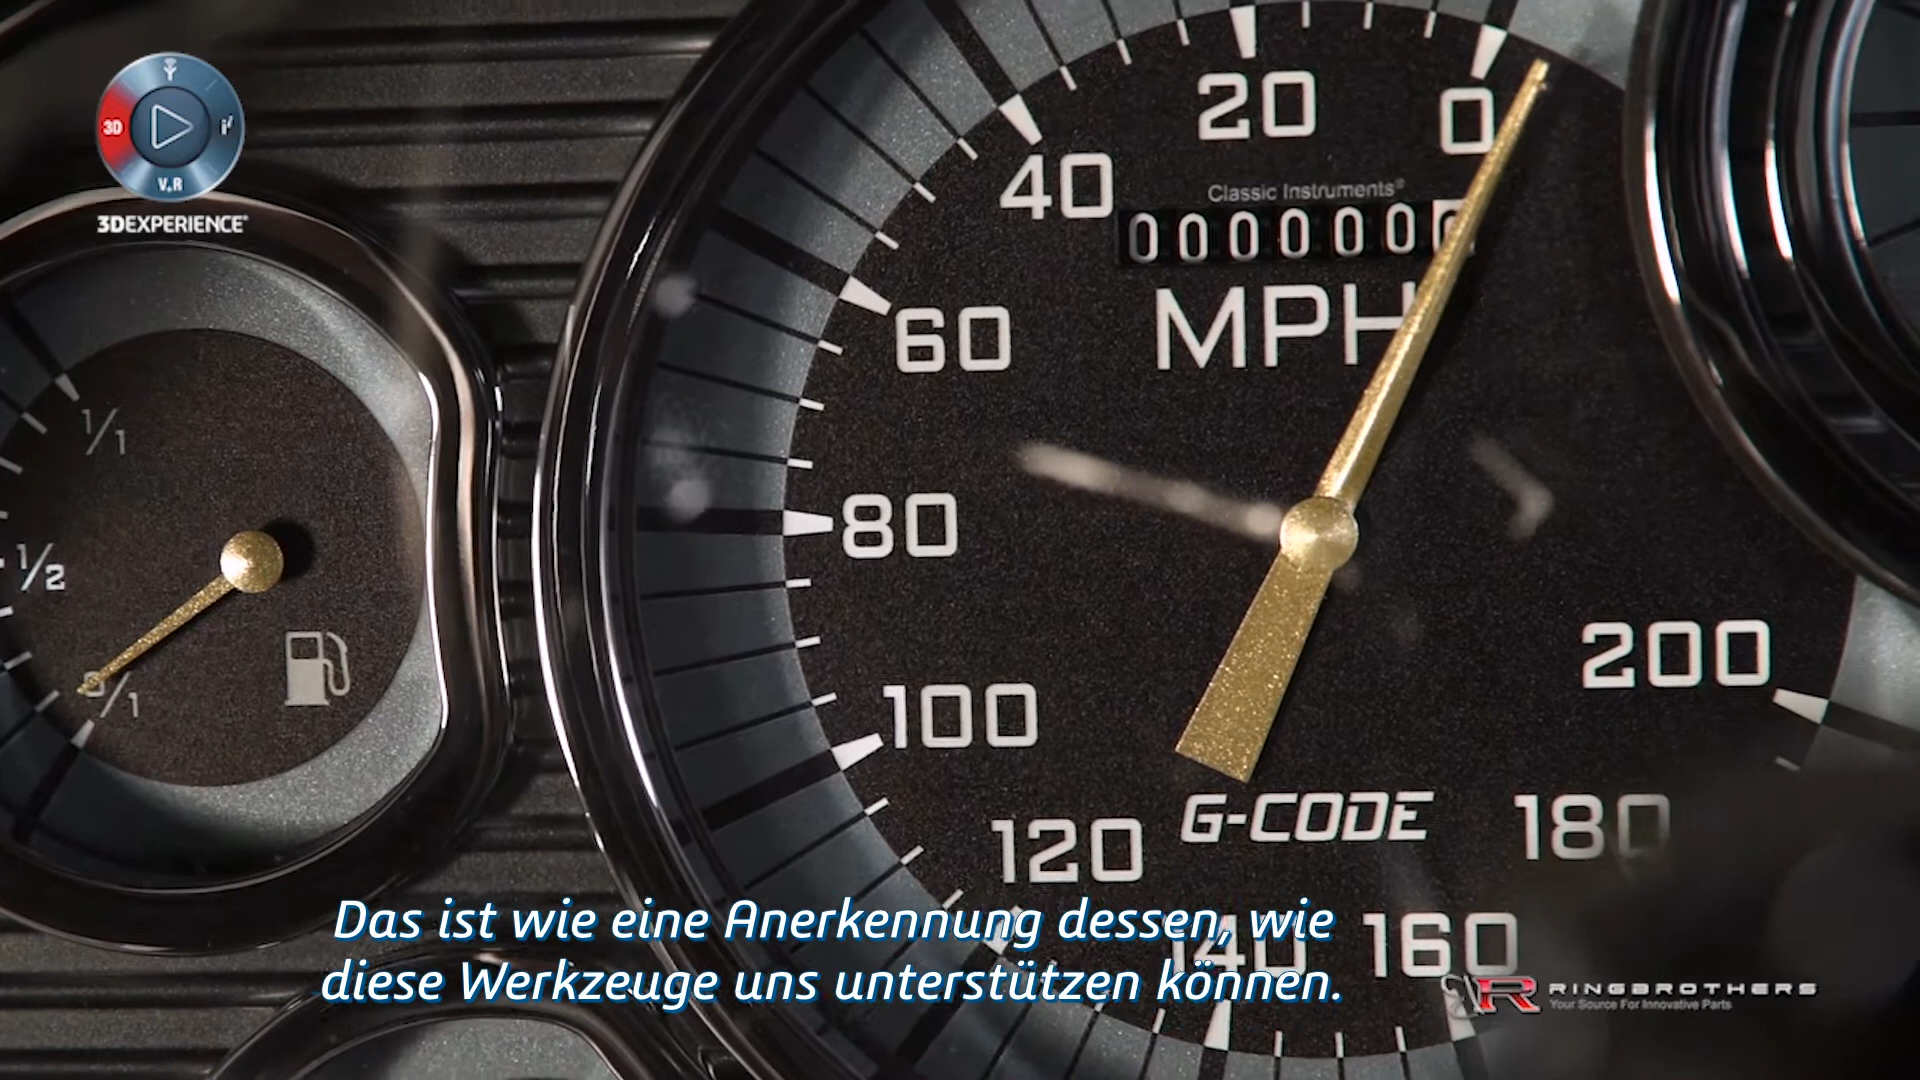 3D
i
V.R
3DEXPERIENCE®
20
0
40
Classic Instruments®
000000
MPH
60
1/1
80
1/2
0/1
100
200
G-CODE
120
180
140
160
Das ist wie eine Anerkennung dessen, wie
diese Werkzeuge uns unterstützen können.
R RINGBROTHERS
Your Source For Innovative Parts